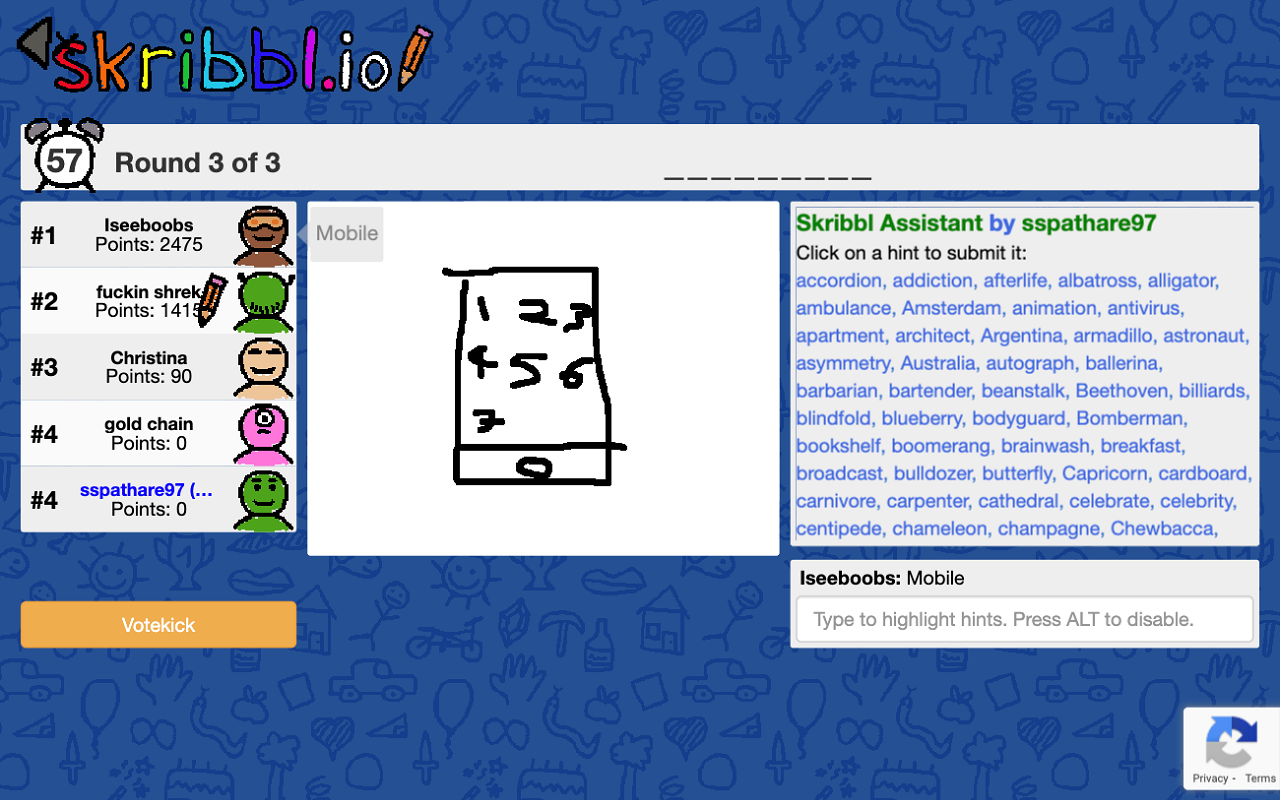 skribbl.io
57
Round 3 of 3
_ _ _ _ _ _ _ _ _
#1
Iseeboobs
Points: 2475
#2
fuckin shrek
Points: 1415
#3
Christina
Points: 90
#4
gold chain
Points: 0
#4
sspathare97 (...
Points: 0
Votekick
Mobile
1 2 3
4 5 6
7
0
Skribbl Assistant by sspathare97
Click on a hint to submit it:
accordion, addiction, afterlife, albatross, alligator,
ambulance, Amsterdam, animation, antivirus,
apartment, architect, Argentina, armadillo, astronaut,
asymmetry, Australia, autograph, ballerina,
barbarian, bartender, beanstalk, Beethoven, billiards,
blindfold, blueberry, bodyguard, Bomberman,
bookshelf, boomerang, brainwash, breakfast,
broadcast, bulldozer, butterfly, Capricorn, cardboard,
carnivore, carpenter, cathedral, celebrate, celebrity,
centipede, chameleon, champagne, Chewbacca,
Iseeboobs: Mobile
Type to highlight hints. Press ALT to disable.
Privacy - Terms